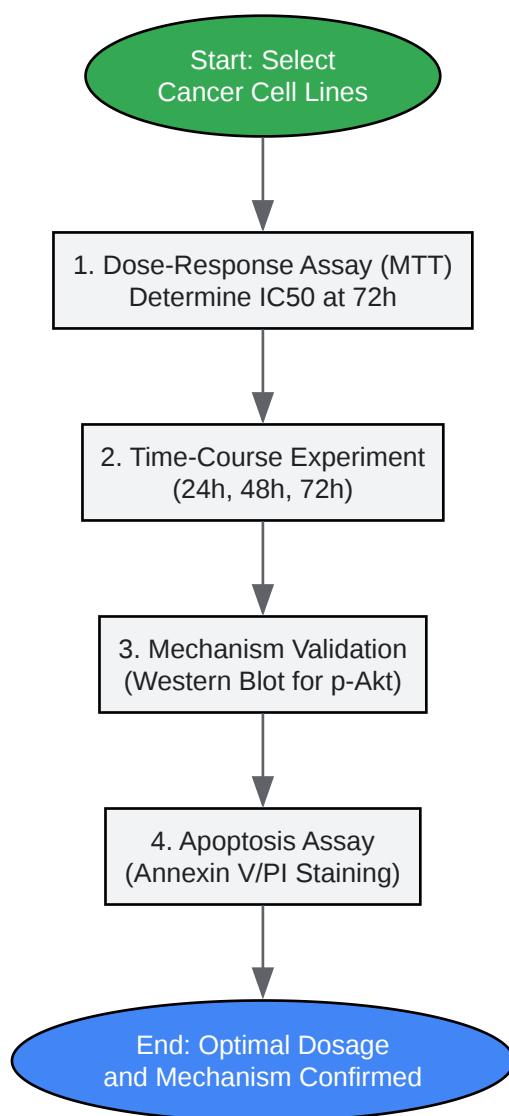 Start: Select
Cancer Cell Lines
1. Dose-Response Assay (MTT)
Determine IC50 at 72h
2. Time-Course Experiment
(24h, 48h, 72h)
3. Mechanism Validation
(Western Blot for p-Akt)
4. Apoptosis Assay
(Annexin V/PI Staining)
End: Optimal Dosage
and Mechanism Confirmed